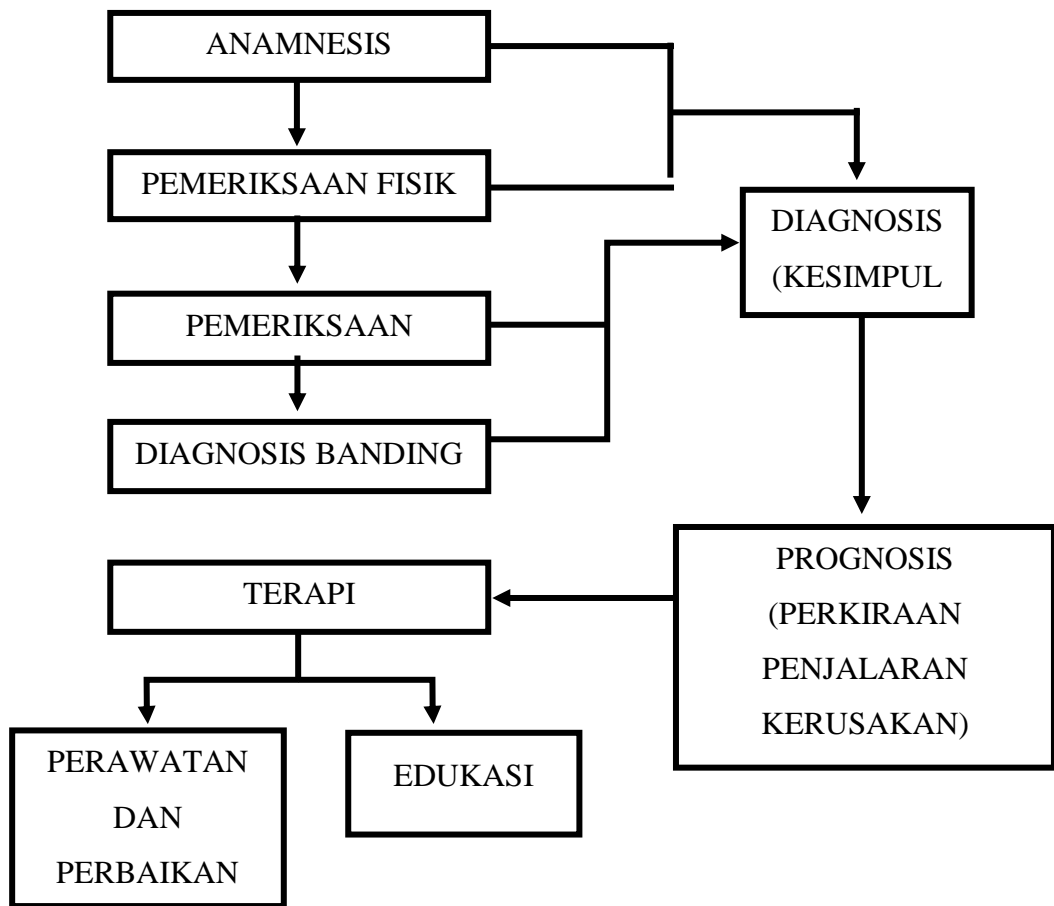 ANAMNESIS
PEMERIKSAAN FISIK
PEMERIKSAAN
DIAGNOSIS BANDING
DIAGNOSIS
(KESIMPUL
PROGNOSIS
(PERKIRAAN
PENJALARAN
KERUSAKAN)
TERAPI
PERAWATAN
DAN
PERBAIKAN
EDUKASI